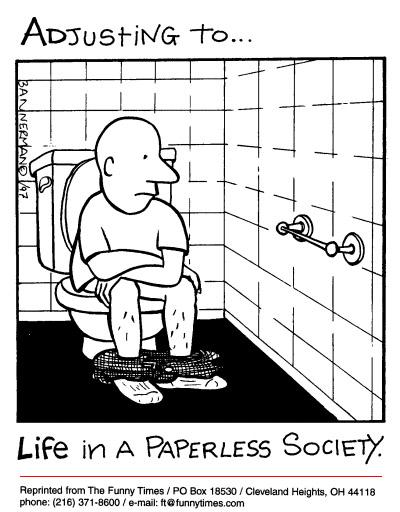 ADJUSTING to...
BANNERMAN© 1/97
Life in A PAPERLESS SOCIETY.
Reprinted from The Funny Times / PO Box 18530 / Cleveland Heights, OH 44118
phone: (216) 371-8600 / e-mail: ft@funnytimes.com